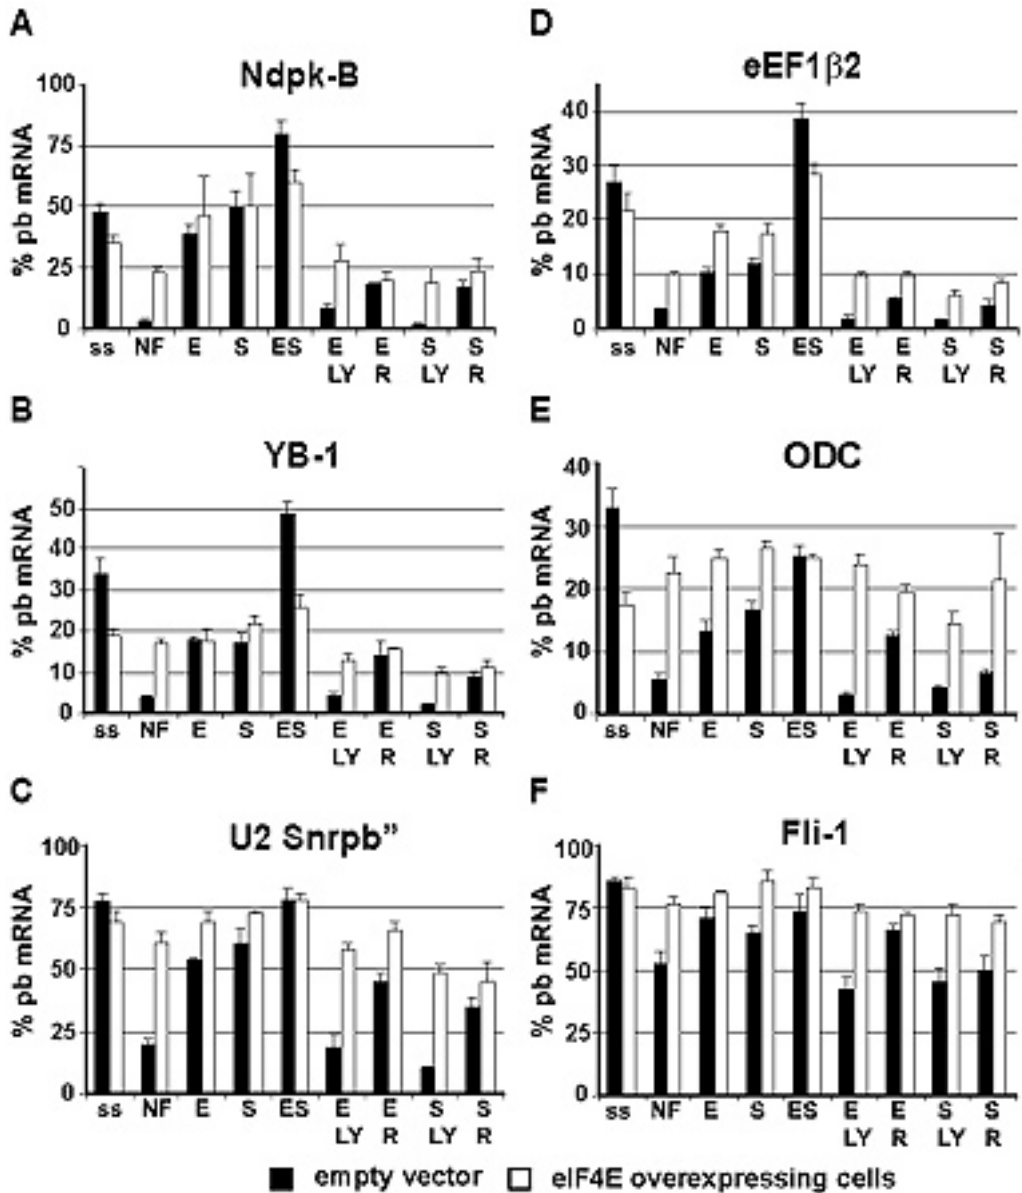 A
Ndpk-B
% pb mRNA
100
75
50
25
0
ss NF E S ES E E S S
LY R LY R
B
YB-1
% pb mRNA
50
40
30
20
10
0
ss NF E S ES E E S S
LY R LY R
C
U2 Snrpb”
% pb mRNA
100
75
50
25
0
ss NF E S ES E E S S
LY R LY R
D
eEF1β2
% pb mRNA
40
30
20
10
0
ss NF E S ES E E S S
LY R LY R
E
ODC
% pb mRNA
40
30
20
10
0
ss NF E S ES E E S S
LY R LY R
F
Fli-1
% pb mRNA
100
75
50
25
0
ss NF E S ES E E S S
LY R LY R
empty vector eIF4E overexpressing cells